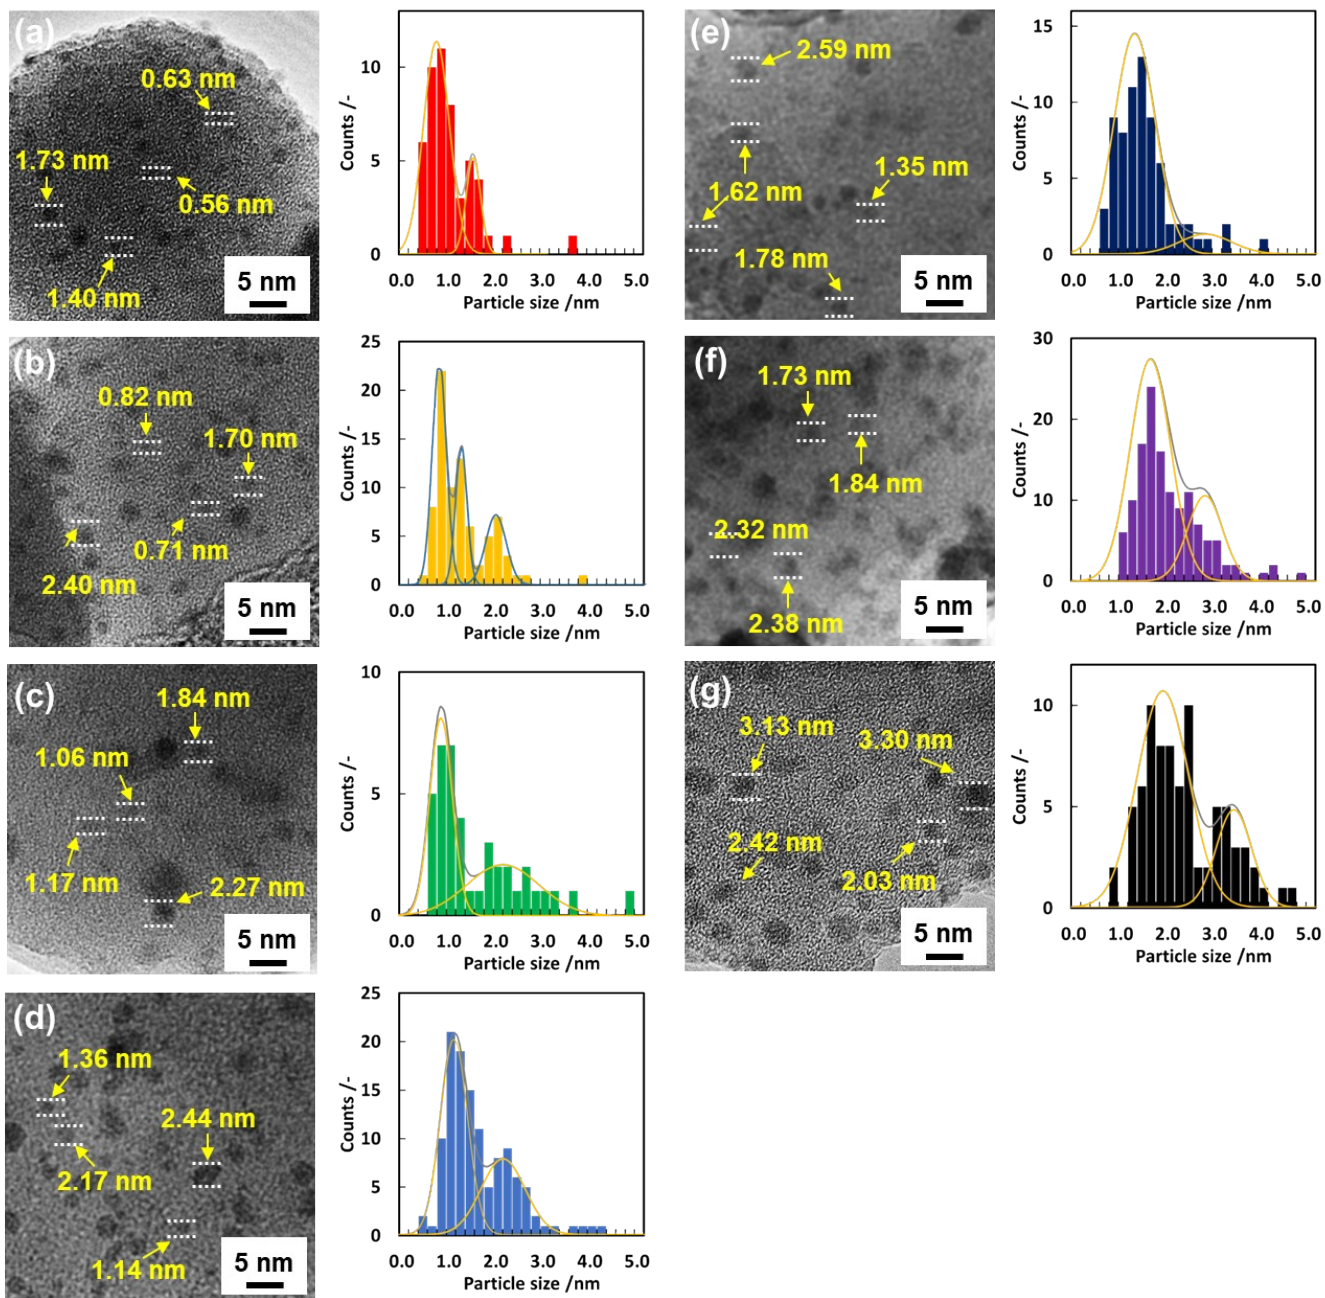 (a)
0.63 nm
1.73 nm
0.56 nm
1.40 nm
5 nm
Counts /-
10
5
0
0.0 1.0 2.0 3.0 4.0 5.0
Particle size /nm
(e)
2.59 nm
1.35 nm
1.62 nm
1.78 nm
5 nm
Counts /-
15
10
5
0
0.0 1.0 2.0 3.0 4.0 5.0
Particle size /nm
(b)
0.82 nm
1.70 nm
0.71 nm
2.40 nm
5 nm
Counts /-
25
20
15
10
5
0
0.0 1.0 2.0 3.0 4.0 5.0
Particle size /nm
(f)
1.73 nm
1.84 nm
2.32 nm
2.38 nm
5 nm
Counts /-
30
20
10
0
0.0 1.0 2.0 3.0 4.0 5.0
Particle size /nm
(c)
1.84 nm
1.06 nm
1.17 nm
2.27 nm
5 nm
Counts /-
10
5
0
0.0 1.0 2.0 3.0 4.0 5.0
Particle size /nm
(g)
3.13 nm
3.30 nm
2.42 nm
2.03 nm
5 nm
Counts /-
10
5
0
0.0 1.0 2.0 3.0 4.0 5.0
Particle size /nm
(d)
1.36 nm
2.44 nm
2.17 nm
1.14 nm
5 nm
Counts /-
25
20
15
10
5
0
0.0 1.0 2.0 3.0 4.0 5.0
Particle size /nm